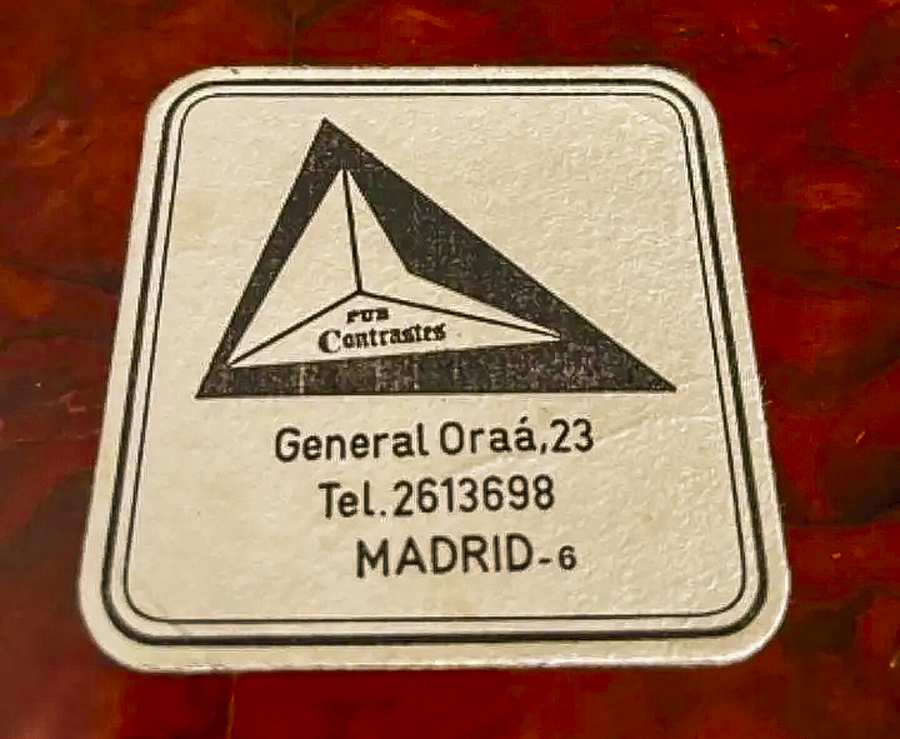 PUB
Contrastes
General Oraá,23
Tel.2613698
MADRID-6